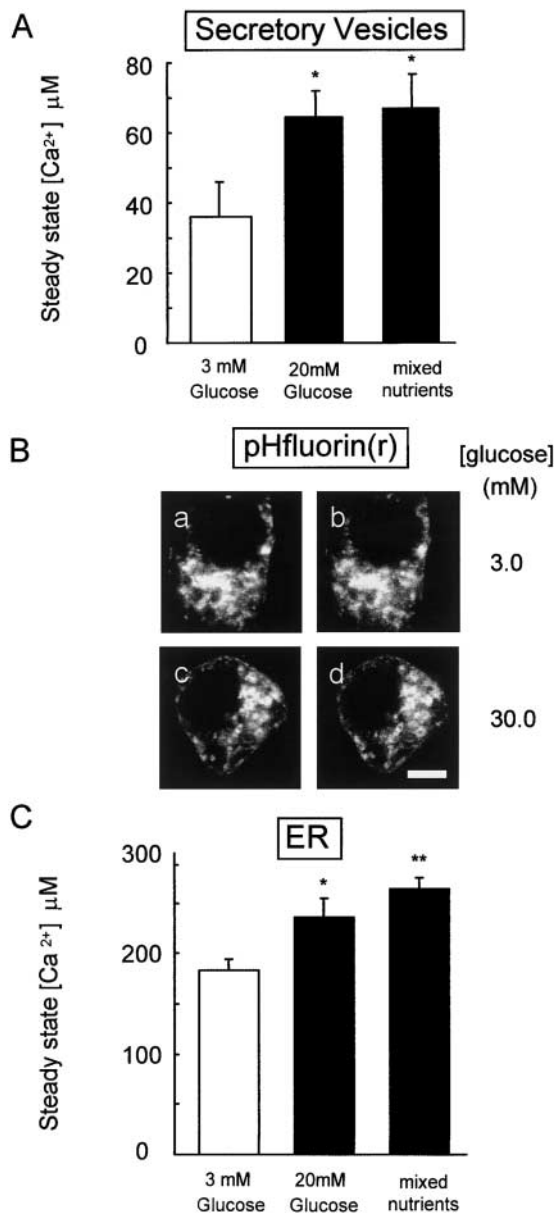 A
Secretory Vesicles
Steady state [Ca²⁺] μM
80
60
40
20
0
*
*
3 mM
Glucose
20mM
Glucose
mixed
nutrients
B
pHfluorin(r)
[glucose]
(mM)
a
b
3.0
c
d
30.0
C
ER
Steady state [Ca ²⁺] μM
300
200
100
0
*
**
3 mM
Glucose
20mM
Glucose
mixed
nutrients